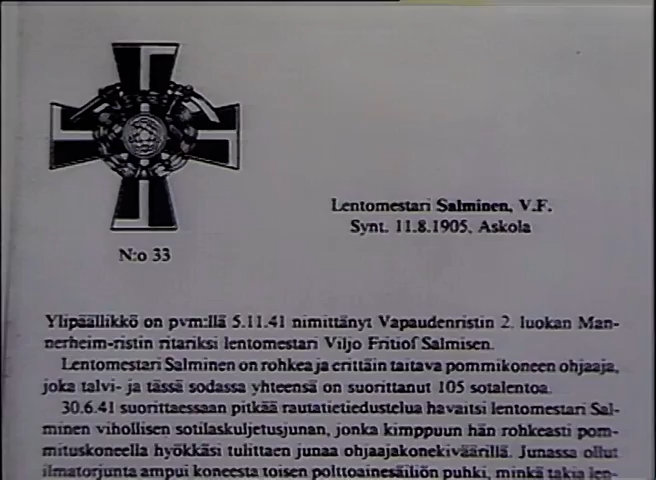 N:o 33
Lentomestari Salminen, V.F.
Synt. 11.8.1905, Askola
Ylipäällikkö on pvm:llä 5.11.41 nimittänyt Vapaudenristin 2. luokan Man-
nerheim-ristin ritariksi lentomestari Viljo Fritiof Salmisen.
Lentomestari Salminen on rohkea ja erittäin taitava pommikoneen ohjaaja,
joka talvi- ja tässä sodassa yhteensä on suorittanut 105 sotalentoa.
30.6.41 suorittaessaan pitkää rautatietiedustelua havaitsi lentomestari Sal-
minen vihollisen sotilaskuljetusjunan, jonka kimppuun hän rohkeasti pom-
mituskoneella hyökkäsi tulittaen junaa ohjaajakonekiväärillä. Junassa ollut
ilmatorjunta ampui koneesta toisen polttoainesäiliön puhki, minkä takia len-